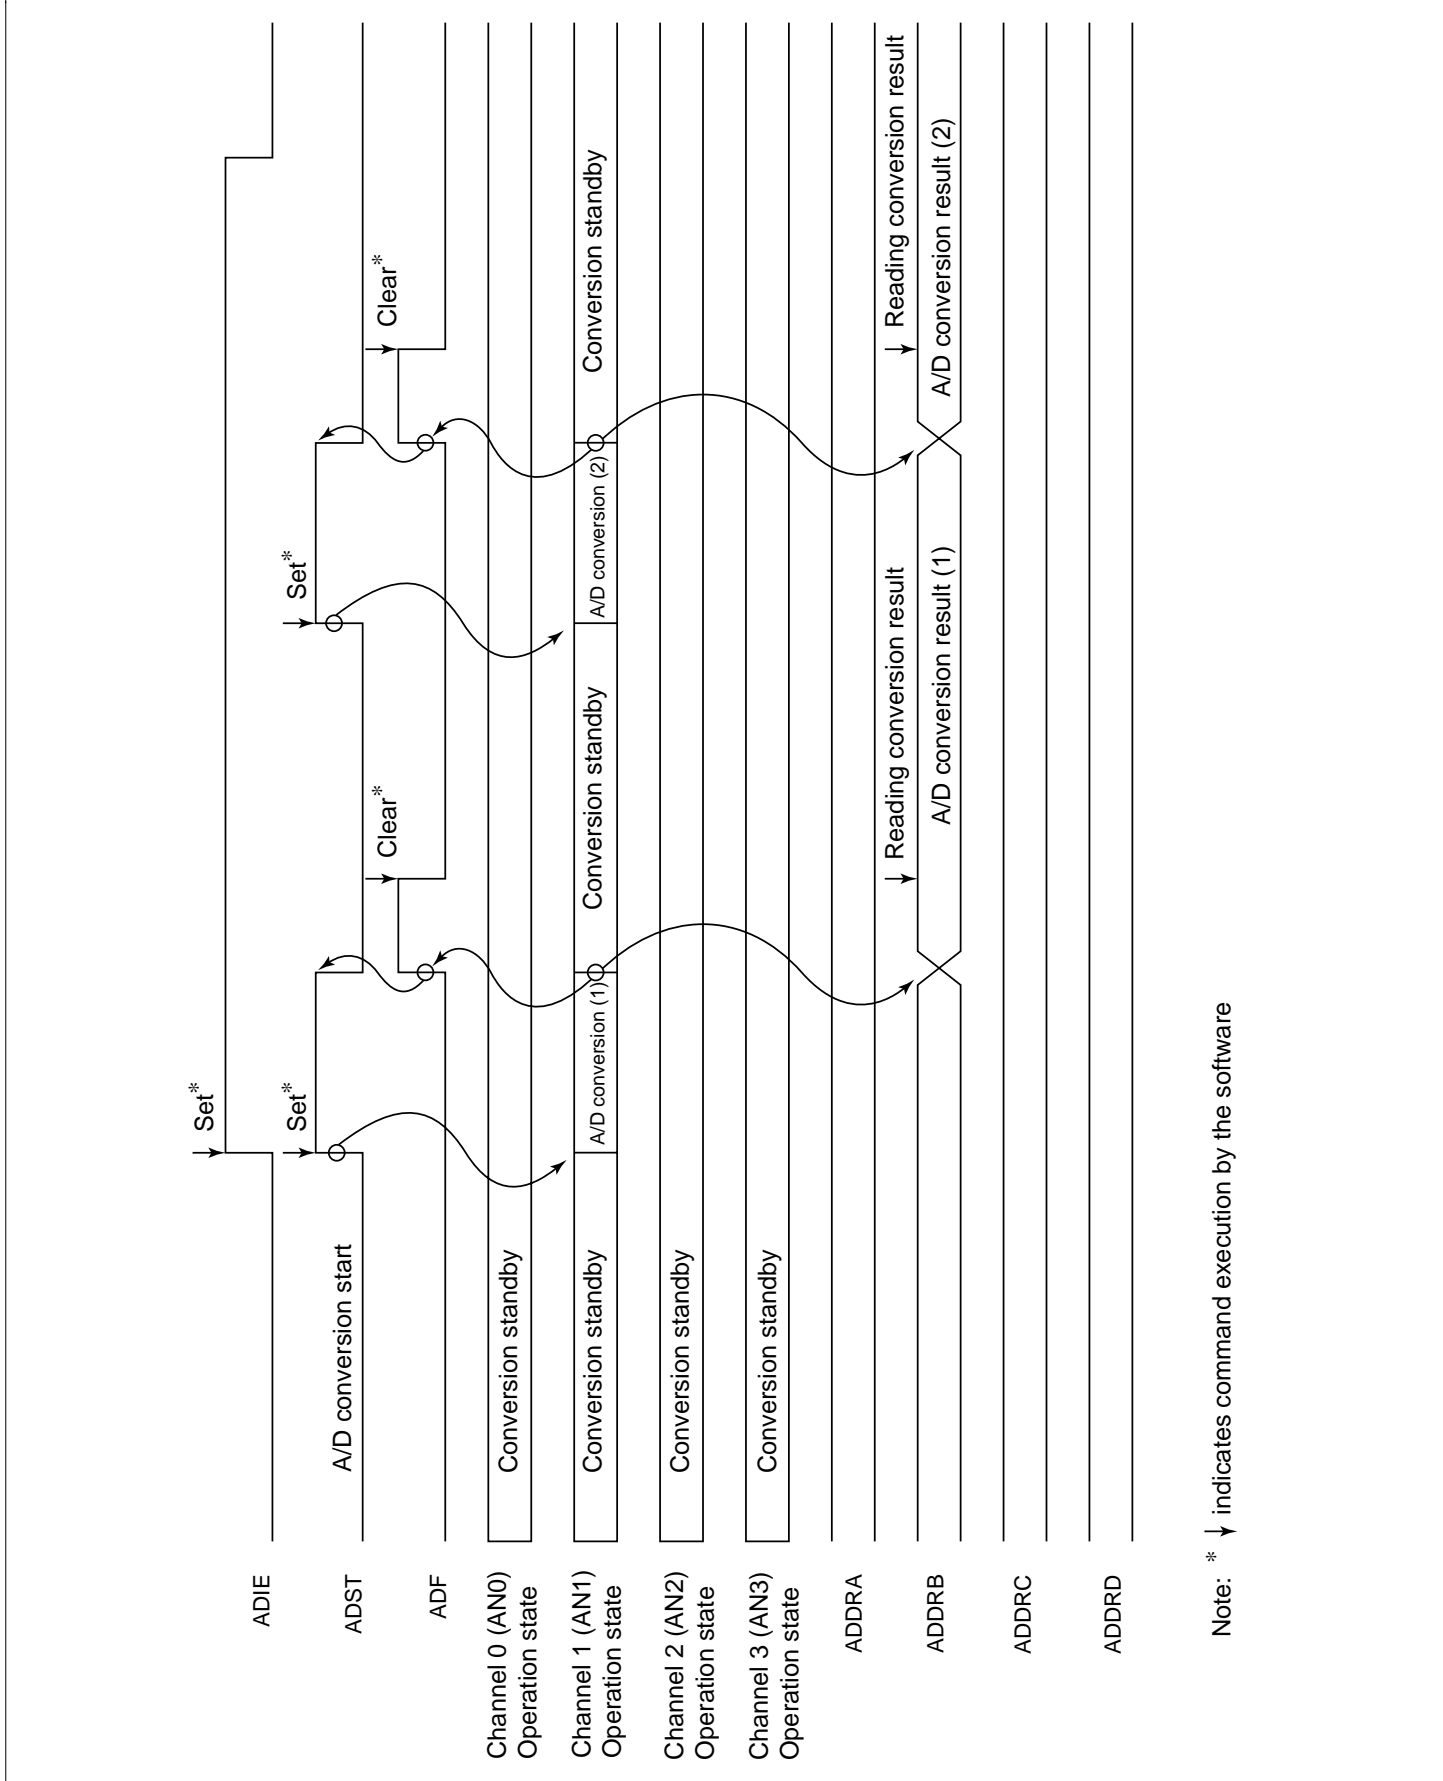 ADIE
Set*
ADST
A/D conversion start
Set*
Set*
ADF
Clear*
Clear*
Channel 0 (AN0)
Operation state
Conversion standby
Channel 1 (AN1)
Operation state
Conversion standby
A/D conversion (1)
Conversion standby
A/D conversion (2)
Conversion standby
Channel 2 (AN2)
Operation state
Conversion standby
Channel 3 (AN3)
Operation state
Conversion standby
ADDRA
Reading conversion result
Reading conversion result
ADDRB
A/D conversion result (1)
A/D conversion result (2)
ADDRC
ADDRD
Note: * ↓ indicates command execution by the software